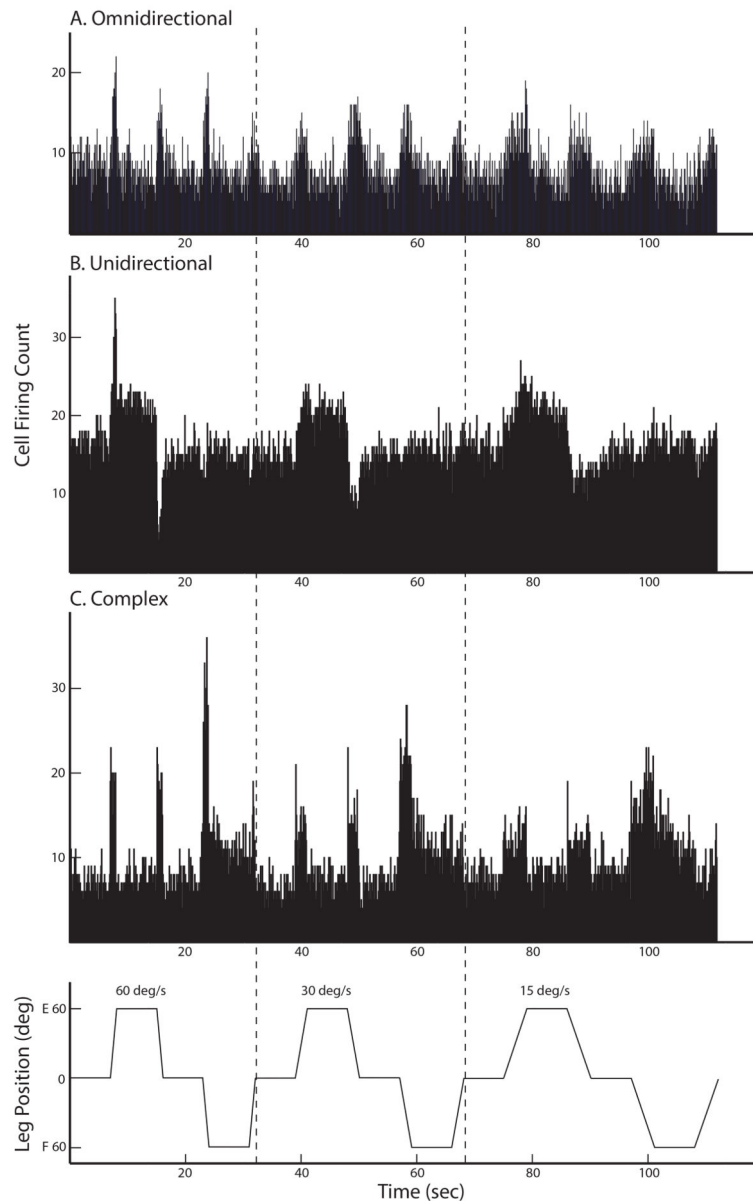 A. Omnidirectional
20
10
20 40 60 80 100
B. Unidirectional
30
20
10
20 40 60 80 100
Cell Firing Count
C. Complex
30
20
10
20 40 60 80 100
60 deg/s 30 deg/s 15 deg/s
E 60
0
F 60
Leg Position (deg)
20 40 60 80 100
Time (sec)